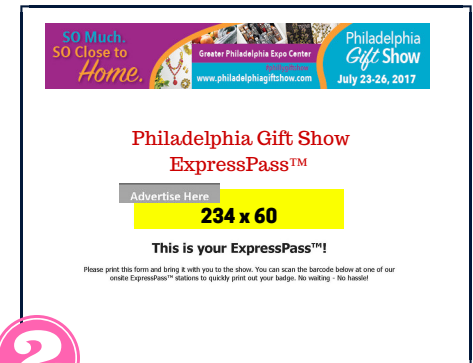 SO Much.
SO Close to
Home.
Greater Philadelphia Expo Center
www.philadelphiagiftshow.com
Philadelphia
Gift Show
July 23-26, 2017
Philadelphia Gift Show
ExpressPass™
Advertise Here
234 x 60
This is your ExpressPass™!
Please print this form and bring it with you to the show. You can scan the barcode below at one of our
onsite ExpressPass™ stations to quickly print out your badge. No waiting - No hassle!
2